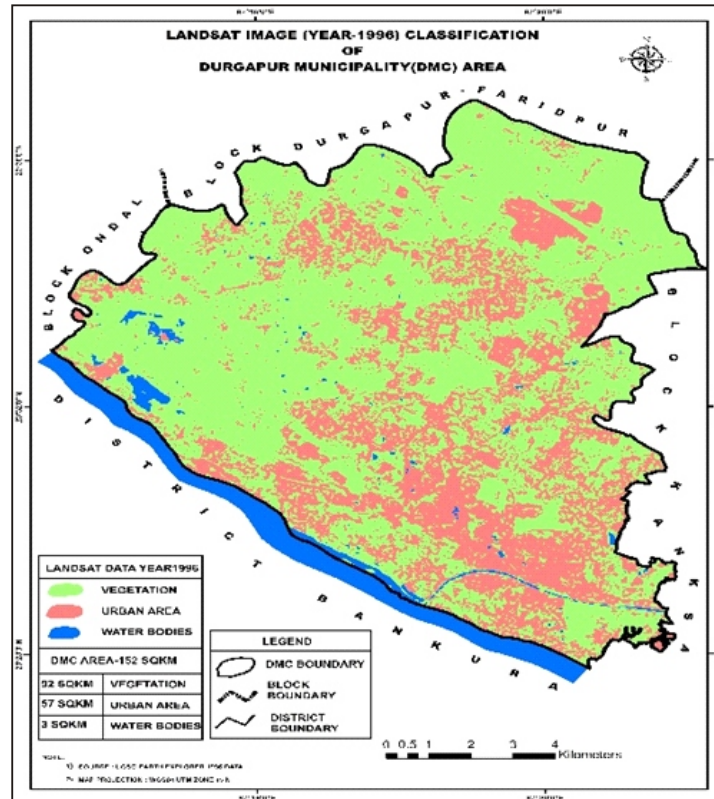 LANDSAT IMAGE (YEAR-1996) CLASSIFICATION
OF
DURGAPUR MUNICIPALITY(DMC) AREA
BLOCK ONDAL
BLOCK DURGAPUR-FARIDPUR
BLOCK KANKSA
DISTRICT BANKURA
LANDSAT DATA YEAR1996
VEGETATION
URBAN AREA
WATER BODIES
DMC AREA-152 SQKM
92 SQKM VEGETATION
57 SQKM URBAN AREA
3 SQKM WATER BODIES
LEGEND
DMC BOUNDARY
BLOCK BOUNDARY
DISTRICT BOUNDARY
0 0.5 1 2 3 4
Kilometers